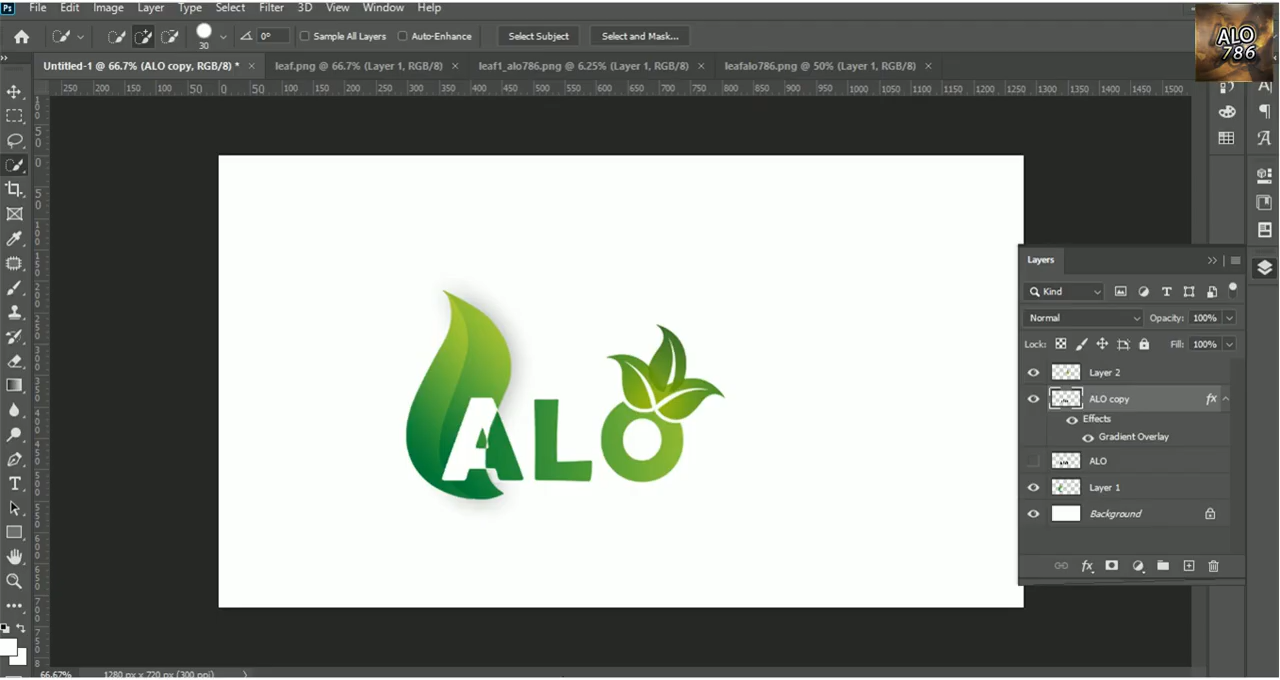 Ps File Edit Image Layer Type Select Filter 3D View Window Help
30 0° Sample All Layers Auto-Enhance Select Subject Select and Mask...
ALO
786
Untitled-1 @ 66.7% (ALO copy, RGB/8) * × leaf.png @ 66.7% (Layer 1, RGB/8) × leaf1_alo786.png @ 6.25% (Layer 1, RGB/8) × leafalo786.png @ 50% (Layer 1, RGB/8) ×
250 200 150 100 50 0 50 100 150 200 250 300 350 400 450 500 550 600 650 700 750 800 850 900 950 1000 1050 1100 1150 1200 1250 1300 1350 1400 1450 1500
Layers
Kind
Normal Opacity: 100%
Lock: Fill: 100%
Layer 2
ALO copy fx
Effects
Gradient Overlay
ALO
Layer 1
Background
fx
ALO
66.67% 1280 px x 720 px (300 ppi)